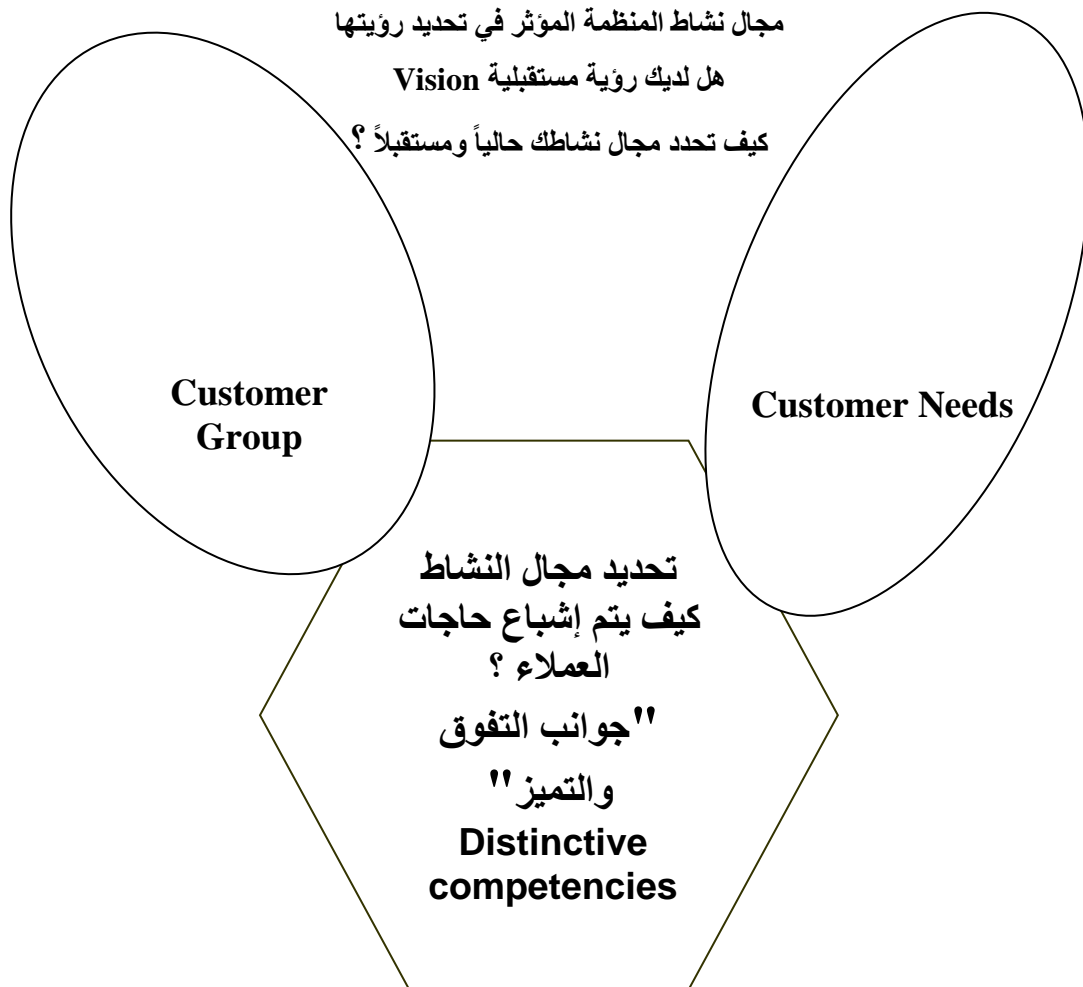 مجال نشاط المنظمة المؤثر في تحديد رؤيتها
هل لديك رؤية مستقبلية Vision
كيف تحدد مجال نشاطك حالياً ومستقبلاً ؟
Customer
Group
Customer Needs
تحديد مجال النشاط
كيف يتم إشباع حاجات
العملاء ؟
"جوانب التفوق
والتميز"
Distinctive
competencies